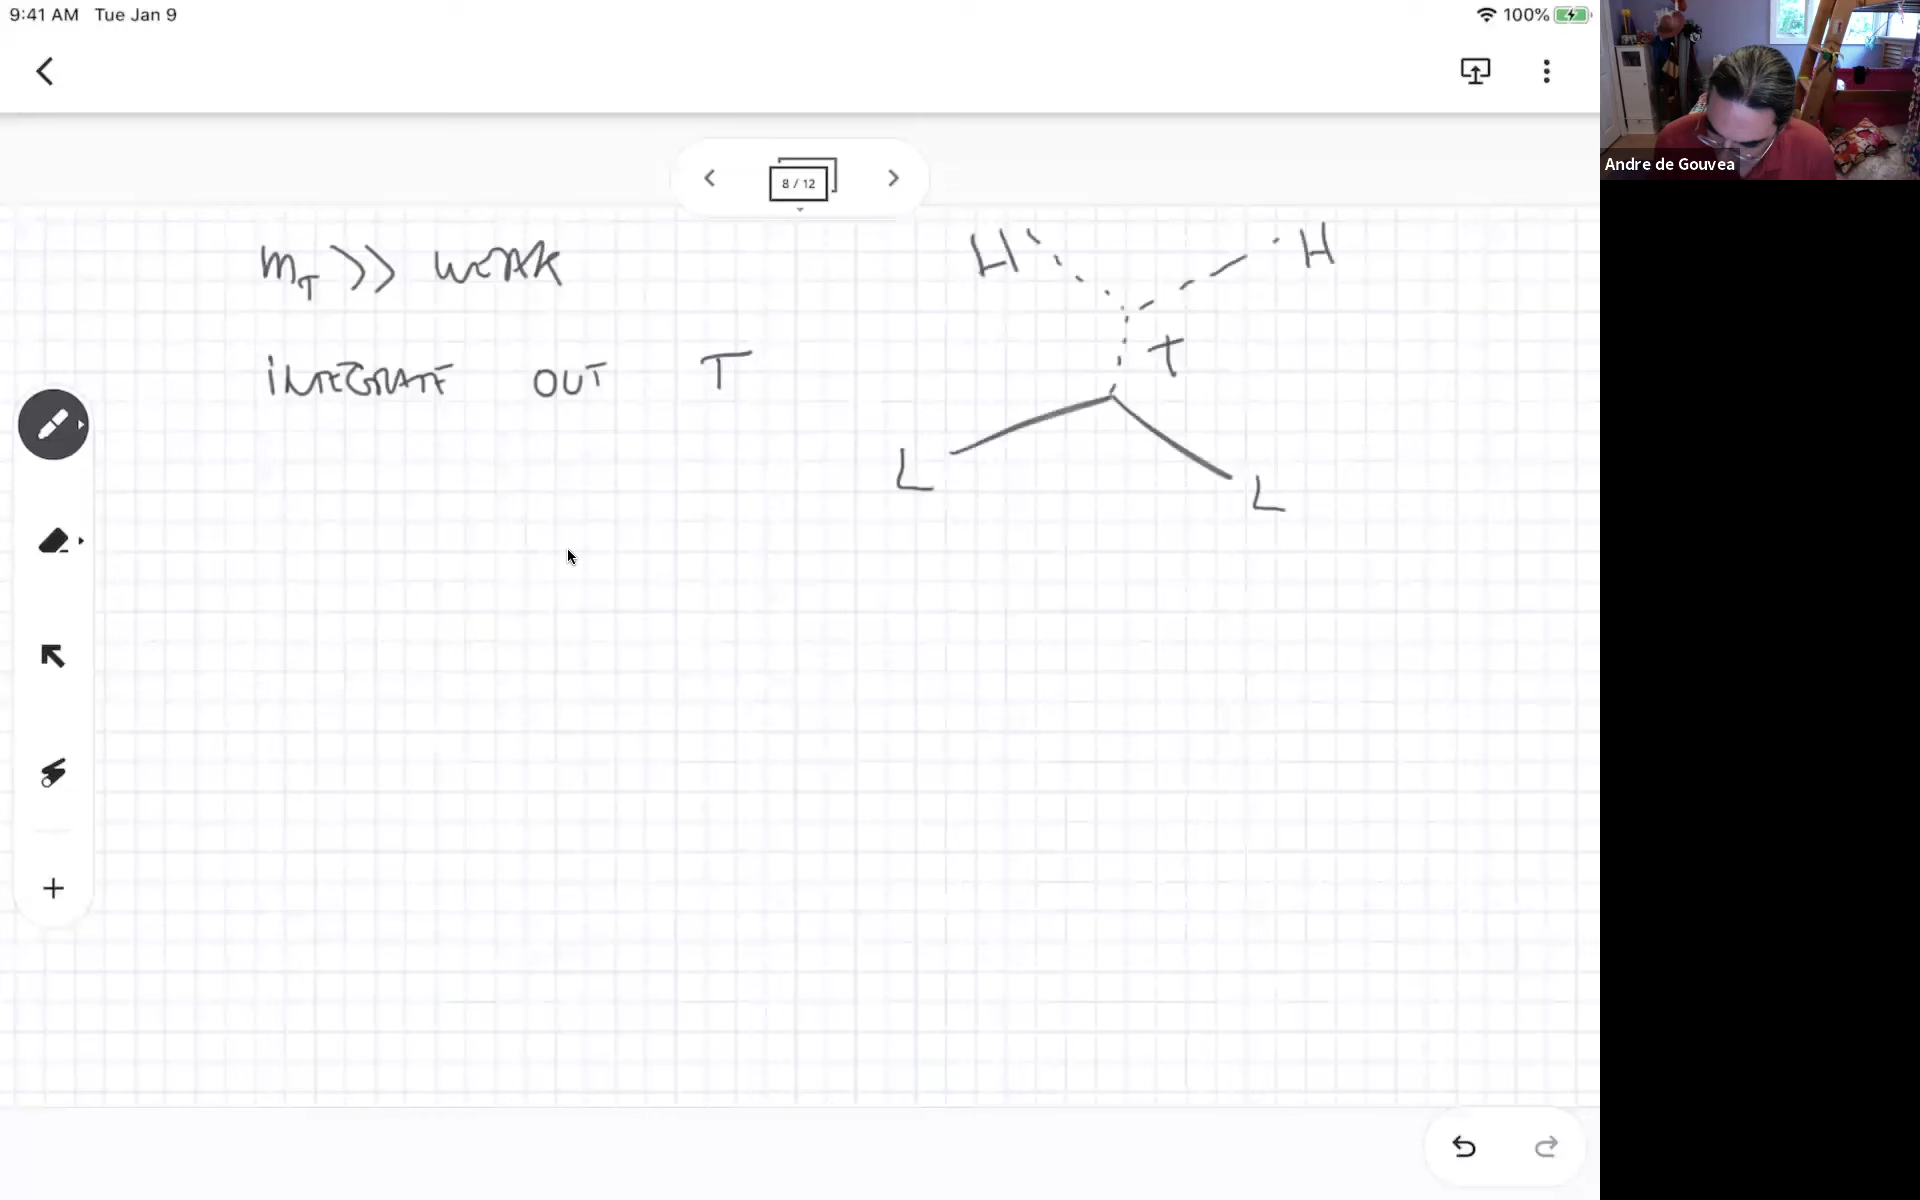 9:41 AM Tue Jan 9
100%
Andre de Gouvea
8 / 12
m_T >> WEAK
INTEGRATE OUT T
H H
T
L L